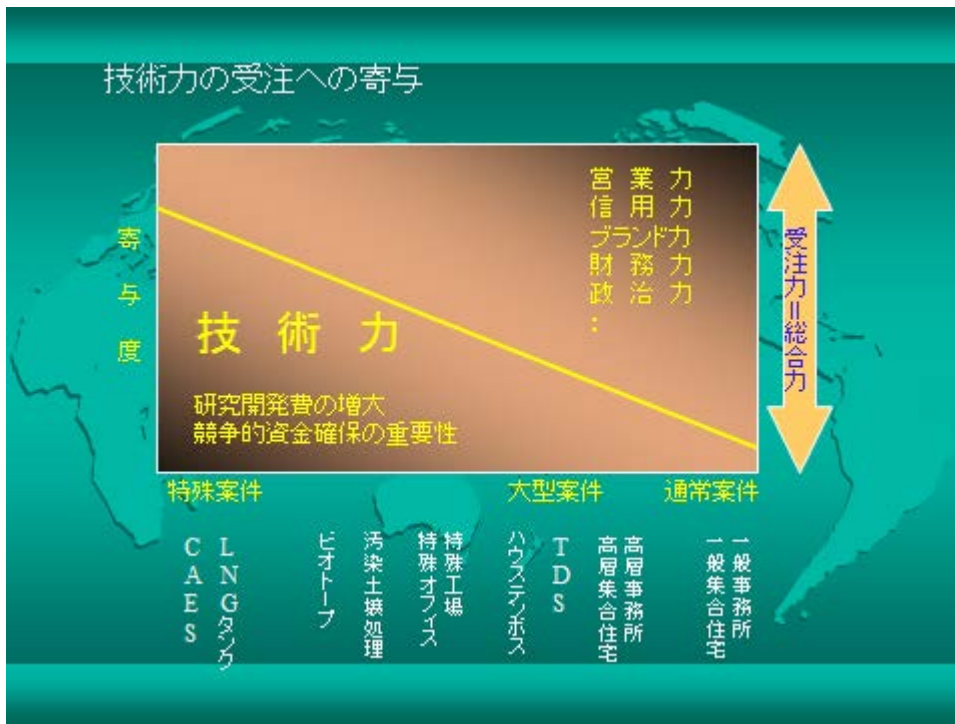 技術力の受注への寄与
寄与度
営業力
信用力
ブランド力
財務力
政治力
:
技術力
研究開発費の増大
競争的資金確保の重要性
受注力＝総合力
特殊案件
大型案件
通常案件
CAES
LNGタンク
ビオトープ
汚染土壌処理
特殊オフィス
特殊工場
ハウステンボス
TDS
高層集合住宅
高層事務所
一般集合住宅
一般事務所